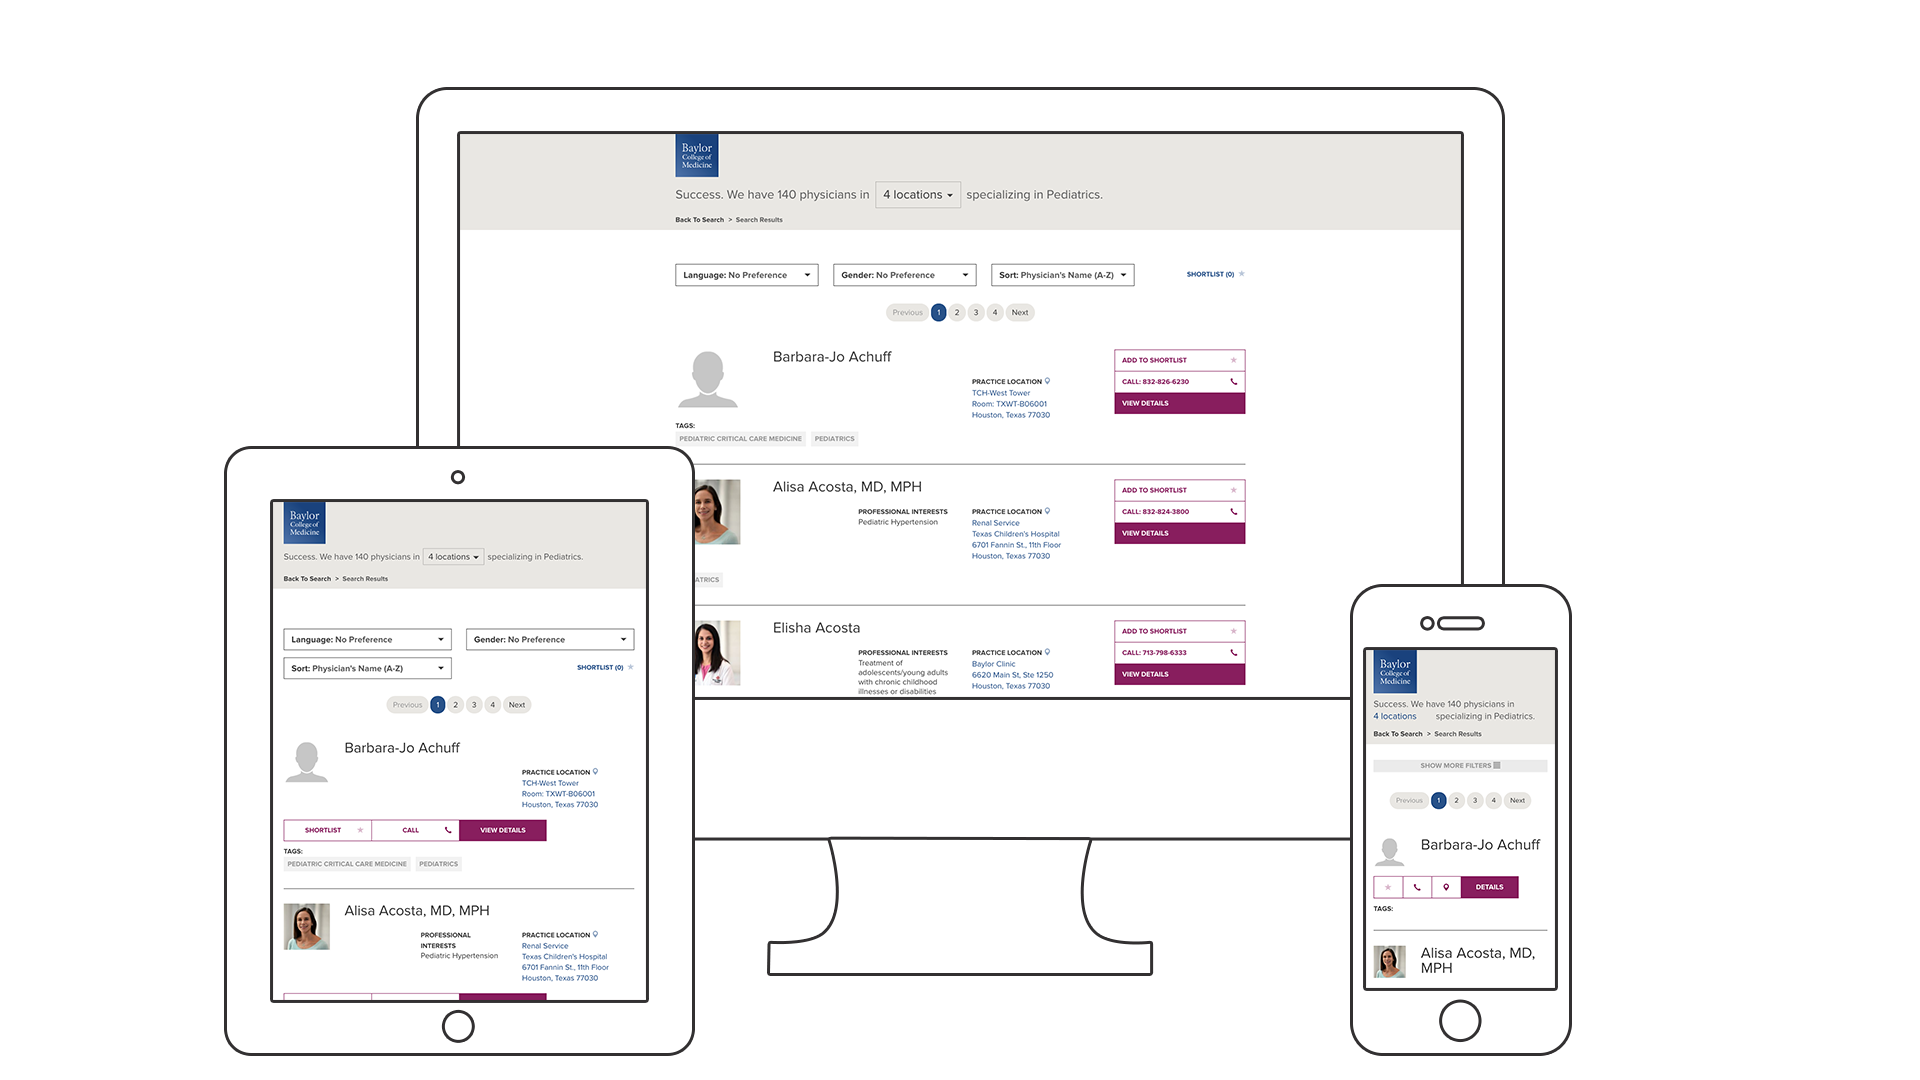 Baylor
College of
Medicine
Success. We have 140 physicians in 4 locations specializing in Pediatrics.
Back To Search > Search Results
Language: No Preference
Gender: No Preference
Sort: Physician's Name (A-Z)
SHORTLIST (0)
Previous 1 2 3 4 Next
Barbara-Jo Achuff
PRACTICE LOCATION
TCH-West Tower
Room: TXWT-B06001
Houston, Texas 77030
ADD TO SHORTLIST
CALL: 832-826-6230
VIEW DETAILS
TAGS:
PEDIATRIC CRITICAL CARE MEDICINE PEDIATRICS
Alisa Acosta, MD, MPH
PROFESSIONAL INTERESTS
Pediatric Hypertension
PRACTICE LOCATION
Renal Service
Texas Children's Hospital
6701 Fannin St., 11th Floor
Houston, Texas 77030
ADD TO SHORTLIST
CALL: 832-824-3800
VIEW DETAILS
ATRICS
Elisha Acosta
PROFESSIONAL INTERESTS
Treatment of
adolescents/young adults
with chronic childhood
illnesses or disabilities
PRACTICE LOCATION
Baylor Clinic
6620 Main St, Ste 1250
Houston, Texas 77030
ADD TO SHORTLIST
CALL: 713-798-6333
VIEW DETAILS
Baylor
College of
Medicine
Success. We have 140 physicians in 4 locations specializing in Pediatrics.
Back To Search > Search Results
Language: No Preference
Gender: No Preference
Sort: Physician's Name (A-Z)
SHORTLIST (0)
Previous 1 2 3 4 Next
Barbara-Jo Achuff
PRACTICE LOCATION
TCH-West Tower
Room: TXWT-B06001
Houston, Texas 77030
SHORTLIST CALL VIEW DETAILS
TAGS:
PEDIATRIC CRITICAL CARE MEDICINE PEDIATRICS
Alisa Acosta, MD, MPH
PROFESSIONAL
INTERESTS
Pediatric Hypertension
PRACTICE LOCATION
Renal Service
Texas Children's Hospital
6701 Fannin St., 11th Floor
Houston, Texas 77030
Baylor
College of
Medicine
Success. We have 140 physicians in
4 locations specializing in Pediatrics.
Back To Search > Search Results
SHOW MORE FILTERS
Previous 1 2 3 4 Next
Barbara-Jo Achuff
DETAILS
TAGS:
Alisa Acosta, MD,
MPH